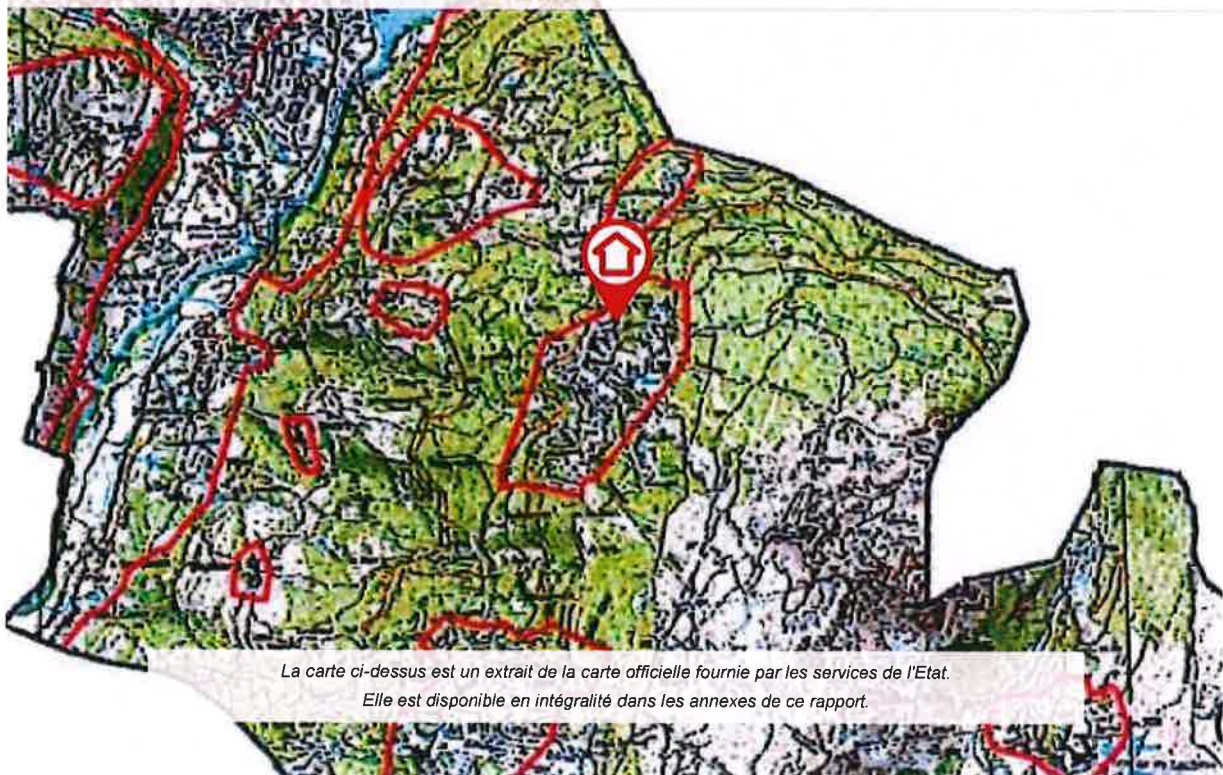 La carte ci-dessus est un extrait de la carte officielle fournie par les services de l'Etat.
Elle est disponible en intégralité dans les annexes de ce rapport.